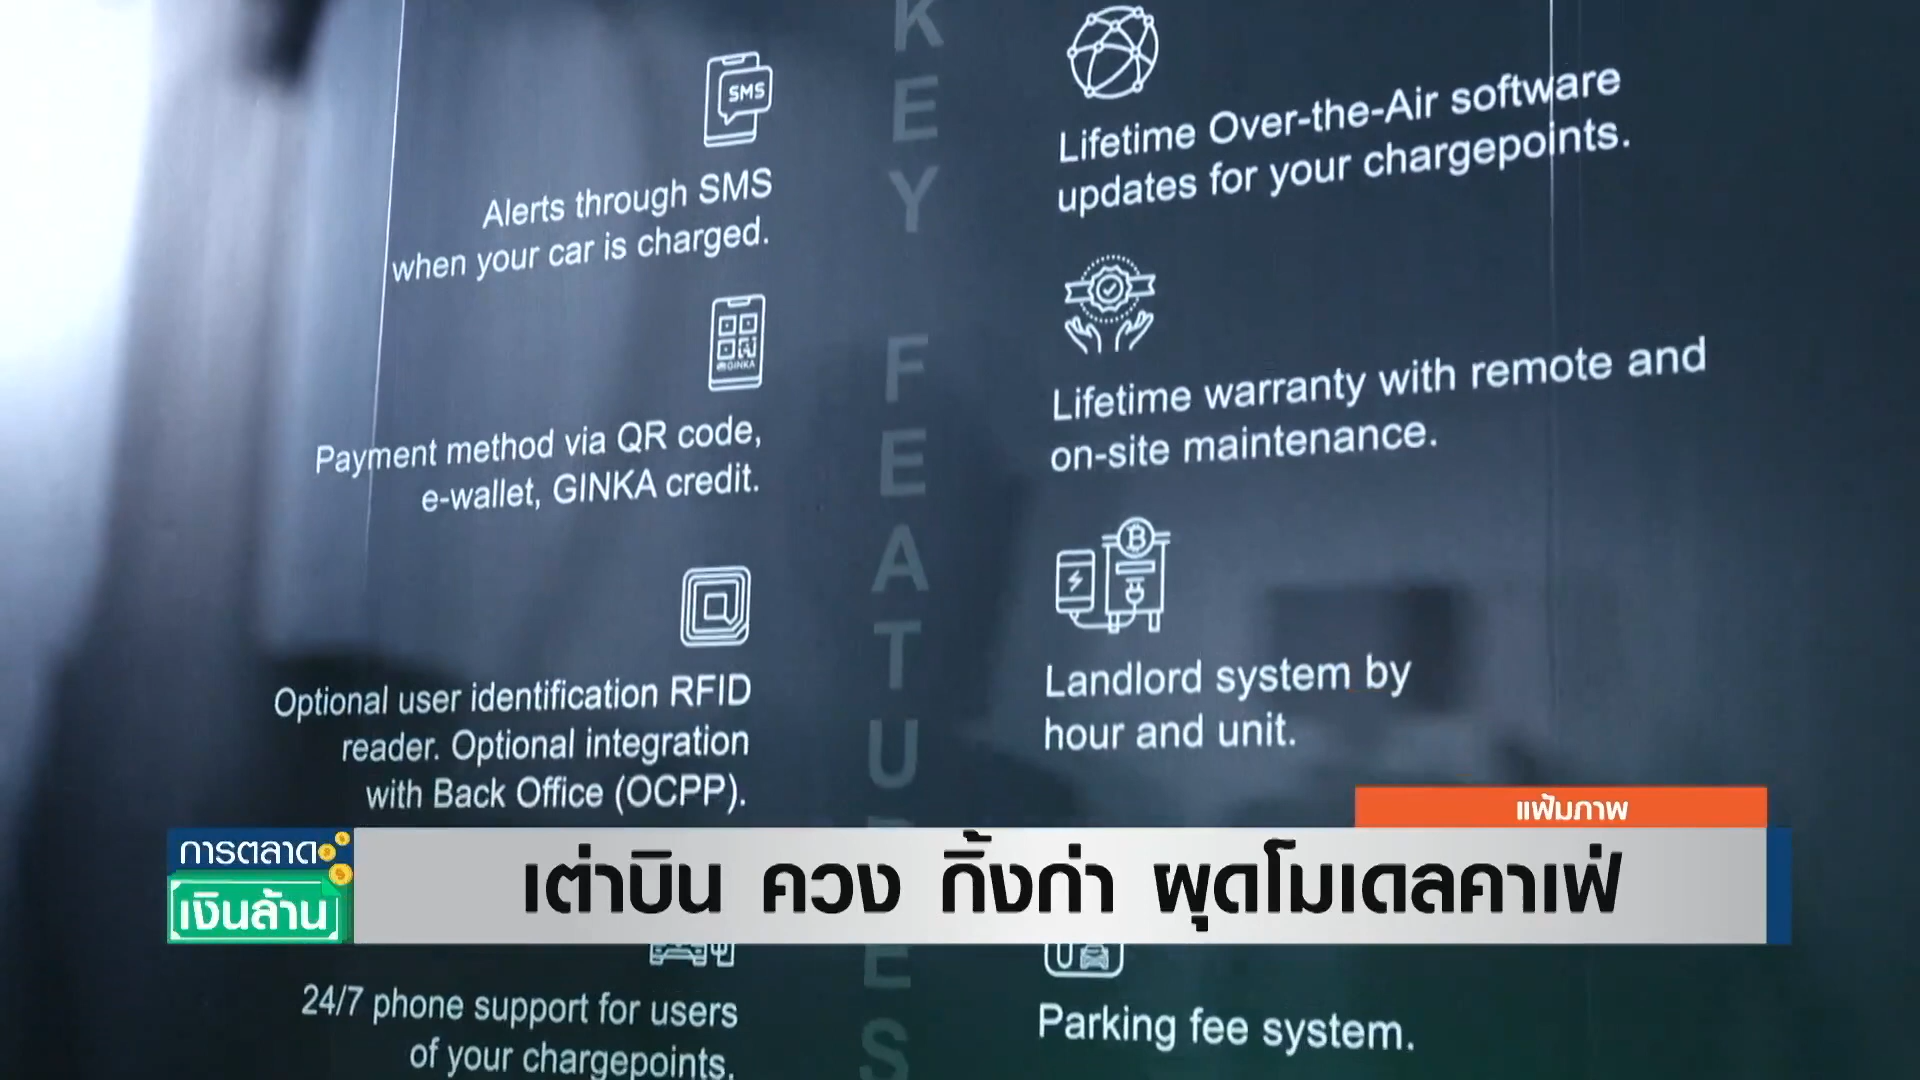 KEY FEATURES
SMS
Alerts through SMS
when your car is charged.
GINKA
Payment method via QR code,
e-wallet, GINKA credit.
Optional user identification RFID
reader. Optional integration
with Back Office (OCPP).
24/7 phone support for users
of your chargepoints.
Lifetime Over-the-Air software
updates for your chargepoints.
Lifetime warranty with remote and
on-site maintenance.
Landlord system by
hour and unit.
Parking fee system.
แฟ้มภาพ
การตลาด
เงินล้าน
เต่าบิน ควง กิ้งก่า ผุดโมเดลคาเฟ่